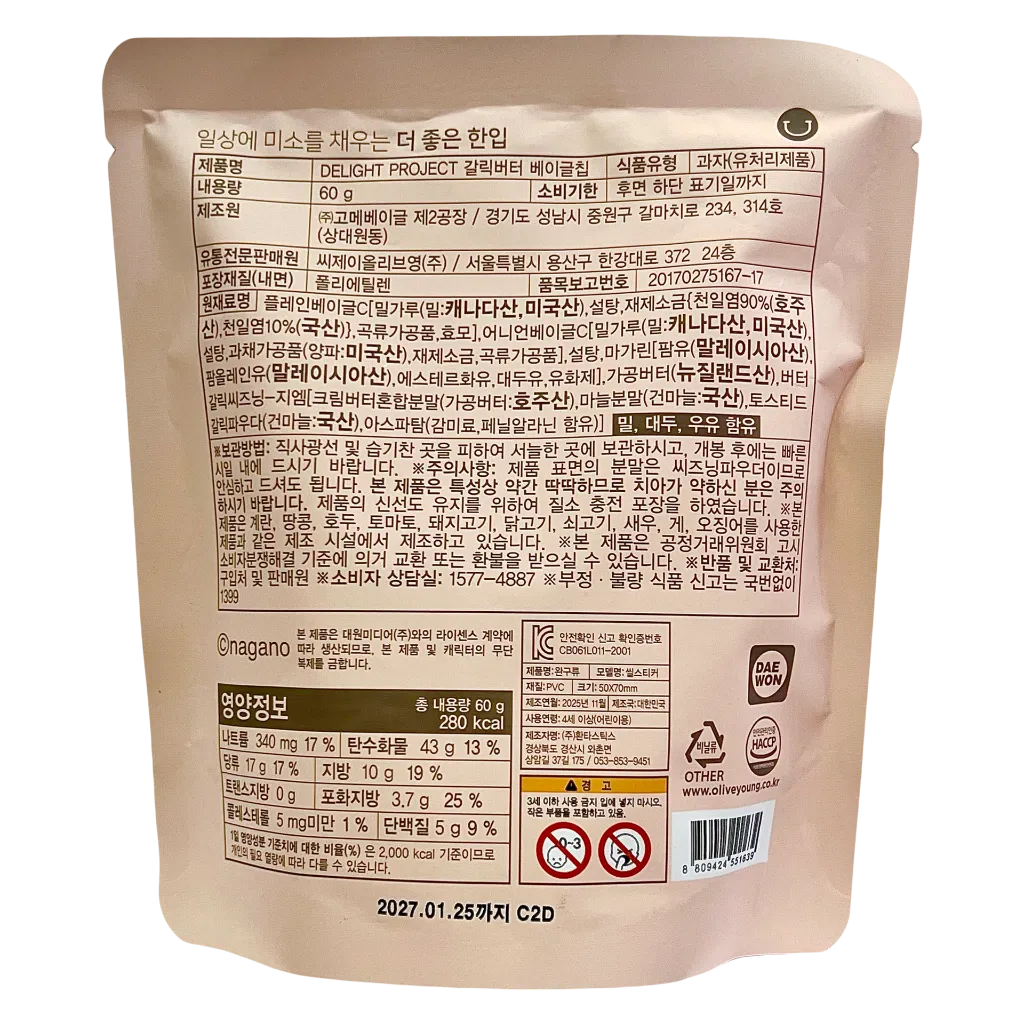 일상에 미소를 채우는 더 좋은 한입
제품명 DELIGHT PROJECT 갈릭버터 베이글칩 식품유형 과자(유처리제품)
내용량 60 g 소비기한 후면 하단 표기일까지
제조원 ㈜고메베이글 제2공장 / 경기도 성남시 중원구 갈마치로 234, 314호
(상대원동)
유통전문판매원 씨제이올리브영(주) / 서울특별시 용산구 한강대로 372 24층
포장재질(내면) 폴리에틸렌 품목보고번호 20170275167-17
원재료명 플레인베이글C[밀가루(밀:캐나다산,미국산),설탕,재제소금{천일염90%(호주
산),천일염10%(국산)},곡류가공품,효모],어니언베이글C[밀가루(밀:캐나다산,미국산),
설탕,과채가공품(양파:미국산),재제소금,곡류가공품],설탕,마가린[팜유(말레이시아산),
팜올레인유(말레이시아산),에스테르화유,대두유,유화제],가공버터(뉴질랜드산),버터
갈릭씨즈닝-지엠[크림버터혼합분말(가공버터:호주산),마늘분말(건마늘:국산),토스티드
갈릭파우다(건마늘:국산),아스파탐(감미료,페닐알라닌 함유)] 밀, 대두, 우유 함유
※보관방법: 직사광선 및 습기찬 곳을 피하여 서늘한 곳에 보관하시고, 개봉 후에는 빠른
시일 내에 드시기 바랍니다. ※주의사항: 제품 표면의 분말은 씨즈닝파우더이므로
안심하고 드셔도 됩니다. 본 제품은 특성상 약간 딱딱하므로 치아가 약하신 분은 주의
하시기 바랍니다. 제품의 신선도 유지를 위하여 질소 충전 포장을 하였습니다. ※본
제품은 계란, 땅콩, 호두, 토마토, 돼지고기, 닭고기, 쇠고기, 새우, 게, 오징어를 사용한
제품과 같은 제조 시설에서 제조하고 있습니다. ※본 제품은 공정거래위원회 고시
소비자분쟁해결 기준에 의거 교환 또는 환불을 받으실 수 있습니다. ※반품 및 교환처:
구입처 및 판매원 ※소비자 상담실: 1577-4887 ※부정 · 불량 식품 신고는 국번없이
1399
©nagano
본 제품은 대원미디어(주)와의 라이센스 계약에
따라 생산되므로, 본 제품 및 캐릭터의 무단
복제를 금합니다.
안전확인 신고 확인증번호
CB061L011-2001
제품명:완구류 모델명:씰스티커
재질:PVC 크기:50X70mm
제조연월:2025년 11월 제조국:대한민국
사용연령:4세 이상(어린이용)
제조자명: (주)환타스틱스
경상북도 경산시 와촌면
상암길 37길 175 / 053-853-9451
경 고
3세 이하 사용 금지 입에 넣지 마시오.
작은 부품을 포함하고 있음.
0-3
DAE
WON
비닐류
OTHER
HACCP
www.oliveyoung.co.kr
8 809424 551639
영양정보 총 내용량 60 g
280 kcal
나트륨 340 mg 17 % 탄수화물 43 g 13 %
당류 17 g 17 % 지방 10 g 19 %
트랜스지방 0 g 포화지방 3.7 g 25 %
콜레스테롤 5 mg미만 1 % 단백질 5 g 9 %
1일 영양성분 기준치에 대한 비율(%) 은 2,000 kcal 기준이므로
개인의 필요 열량에 따라 다를 수 있습니다.
2027.01.25까지 C2D